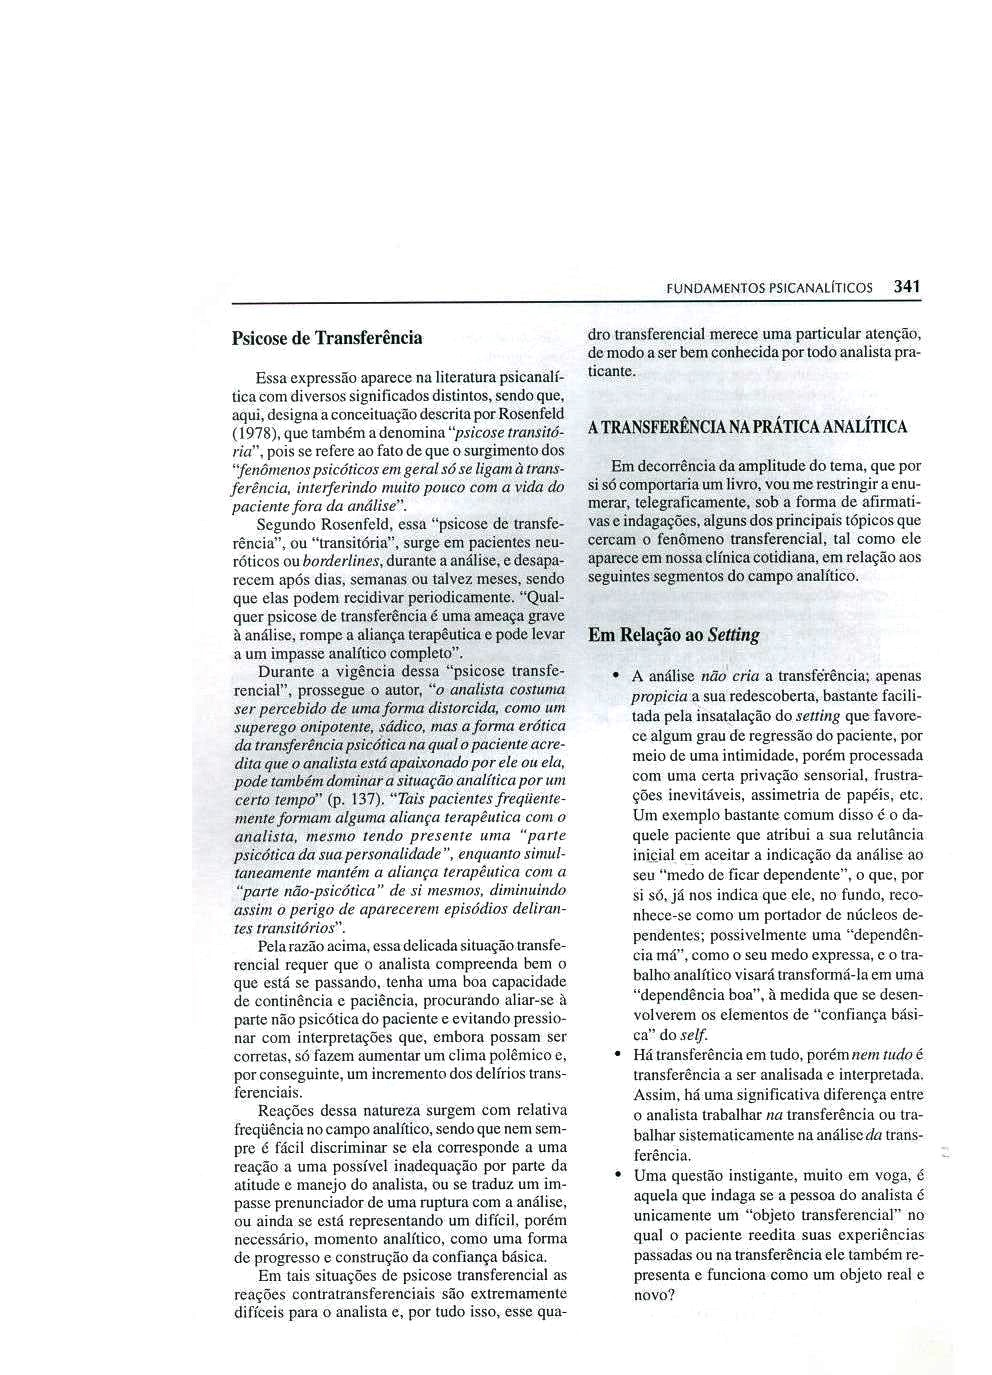 FUNDAMENTOS PSICANALÍTICOS 341
Psicose de Transferência
Essa expressão aparece na literatura psicanalí-
tica com diversos significados distintos, sendo que,
aqui, designa a conceituação descrita por Rosenfeld
(1978), que também a denomina “psicose transitó-
ria”, pois se refere ao fato de que o surgimento dos
“fenômenos psicóticos em geral só se ligam à trans-
ferência, interferindo muito pouco com a vida do
paciente fora da análise”.
Segundo Rosenfeld, essa “psicose de transfe-
rência”, ou “transitória”, surge em pacientes neu-
róticos ou borderlines, durante a análise, e desapa-
recem após dias, semanas ou talvez meses, sendo
que elas podem recidivar periodicamente. “Qual-
quer psicose de transferência é uma ameaça grave
à análise, rompe a aliança terapêutica e pode levar
a um impasse analítico completo”.
Durante a vigência dessa “psicose transfe-
rencial”, prossegue o autor, “o analista costuma
ser percebido de uma forma distorcida, como um
superego onipotente, sádico, mas a forma erótica
da transferência psicótica na qual o paciente acre-
dita que o analista está apaixonado por ele ou ela,
pode também dominar a situação analítica por um
certo tempo” (p. 137). “Tais pacientes freqüente-
mente formam alguma aliança terapêutica com o
analista, mesmo tendo presente uma “parte
psicótica da sua personalidade”, enquanto simul-
taneamente mantém a aliança terapêutica com a
“parte não-psicótica” de si mesmos, diminuindo
assim o perigo de aparecerem episódios deliran-
tes transitórios”.
Pela razão acima, essa delicada situação transfe-
rencial requer que o analista compreenda bem o
que está se passando, tenha uma boa capacidade
de continência e paciência, procurando aliar-se à
parte não psicótica do paciente e evitando pressio-
nar com interpretações que, embora possam ser
corretas, só fazem aumentar um clima polêmico e,
por conseguinte, um incremento dos delírios trans-
ferenciais.
Reações dessa natureza surgem com relativa
freqüência no campo analítico, sendo que nem sem-
pre é fácil discriminar se ela corresponde a uma
reação a uma possível inadequação por parte da
atitude e manejo do analista, ou se traduz um im-
passe prenunciador de uma ruptura com a análise,
ou ainda se está representando um difícil, porém
necessário, momento analítico, como uma forma
de progresso e construção da confiança básica.
Em tais situações de psicose transferencial as
reações contratransferenciais são extremamente
difíceis para o analista e, por tudo isso, esse qua-
dro transferencial merece uma particular atenção,
de modo a ser bem conhecida por todo analista pra-
ticante.
A TRANSFERÊNCIA NA PRÁTICA ANALÍTICA
Em decorrência da amplitude do tema, que por
si só comportaria um livro, vou me restringir a enu-
merar, telegraficamente, sob a forma de afirmati-
vas e indagações, alguns dos principais tópicos que
cercam o fenômeno transferencial, tal como ele
aparece em nossa clínica cotidiana, em relação aos
seguintes segmentos do campo analítico.
Em Relação ao Setting
• A análise não cria a transferência; apenas
propicia a sua redescoberta, bastante facili-
tada pela insatalação do setting que favore-
ce algum grau de regressão do paciente, por
meio de uma intimidade, porém processada
com uma certa privação sensorial, frustra-
ções inevitáveis, assimetria de papéis, etc.
Um exemplo bastante comum disso é o da-
quele paciente que atribui a sua relutância
inicial em aceitar a indicação da análise ao
seu “medo de ficar dependente”, o que, por
si só, já nos indica que ele, no fundo, reco-
nhece-se como um portador de núcleos de-
pendentes; possivelmente uma “dependên-
cia má”, como o seu medo expressa, e o tra-
balho analítico visará transformá-la em uma
“dependência boa”, à medida que se desen-
volverem os elementos de “confiança bási-
ca” do self.
• Há transferência em tudo, porém nem tudo é
transferência a ser analisada e interpretada.
Assim, há uma significativa diferença entre
o analista trabalhar na transferência ou tra-
balhar sistematicamente na análise da trans-
ferência.
• Uma questão instigante, muito em voga, é
aquela que indaga se a pessoa do analista é
unicamente um “objeto transferencial” no
qual o paciente reedita suas experiências
passadas ou na transferência ele também re-
presenta e funciona como um objeto real e
novo?